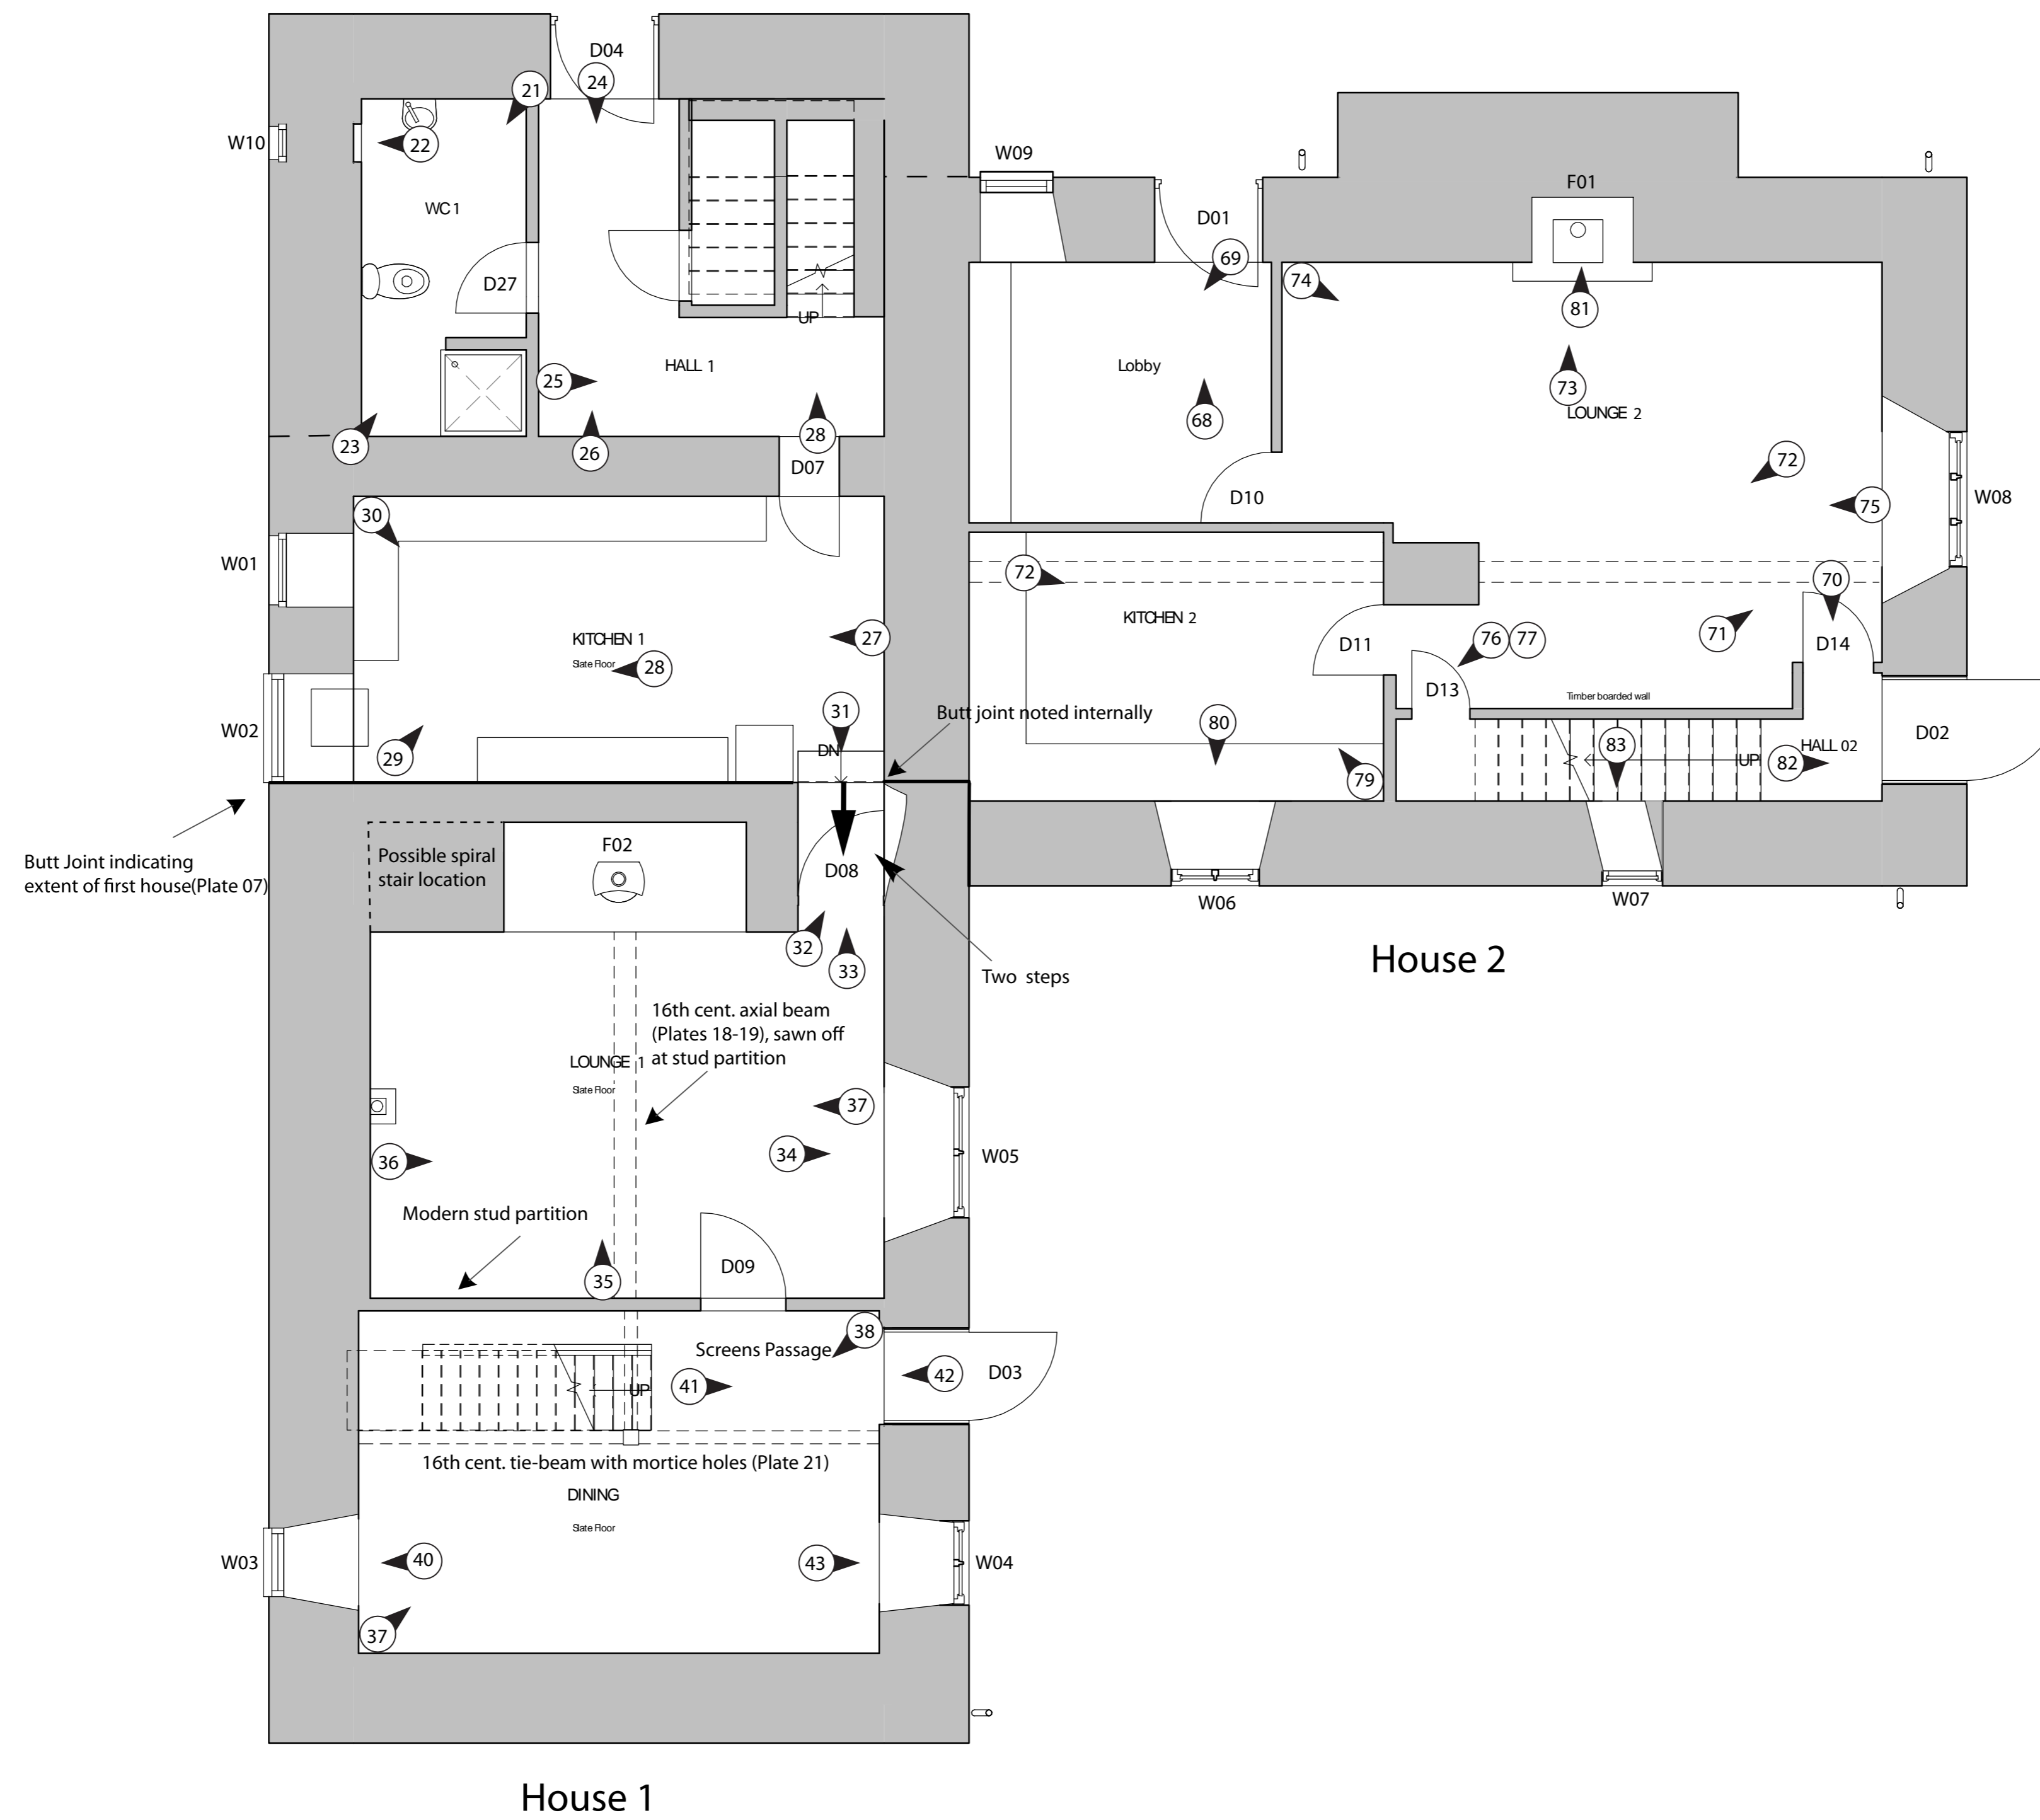 D04
24
21
W10
22
WC 1
D27
HALL 1
UP
25
23
26
28
D07
W09
D01
69
74
F01
81
73
LOUNGE 2
Lobby
68
D10
72
75
W08
30
W01
KITCHEN 1
Slate Floor
28
27
W02
29
31
DN
Butt joint noted internally
72
KITCHEN 2
D11
76
77
71
70
D14
D13
Timber boarded wall
80
79
83
UP
HALL 02
82
D02
W06
W07
House 2
Butt Joint indicating
extent of first house(Plate 07)
Possible spiral
stair location
F02
D08
32
33
Two steps
16th cent. axial beam
(Plates 18-19), sawn off
at stud partition
LOUNGE 1
Slate Floor
37
34
36
W05
Modern stud partition
35
D09
38
Screens Passage
UP
41
42
D03
16th cent. tie-beam with mortice holes (Plate 21)
DINING
Slate Floor
W03
40
43
W04
37
House 1